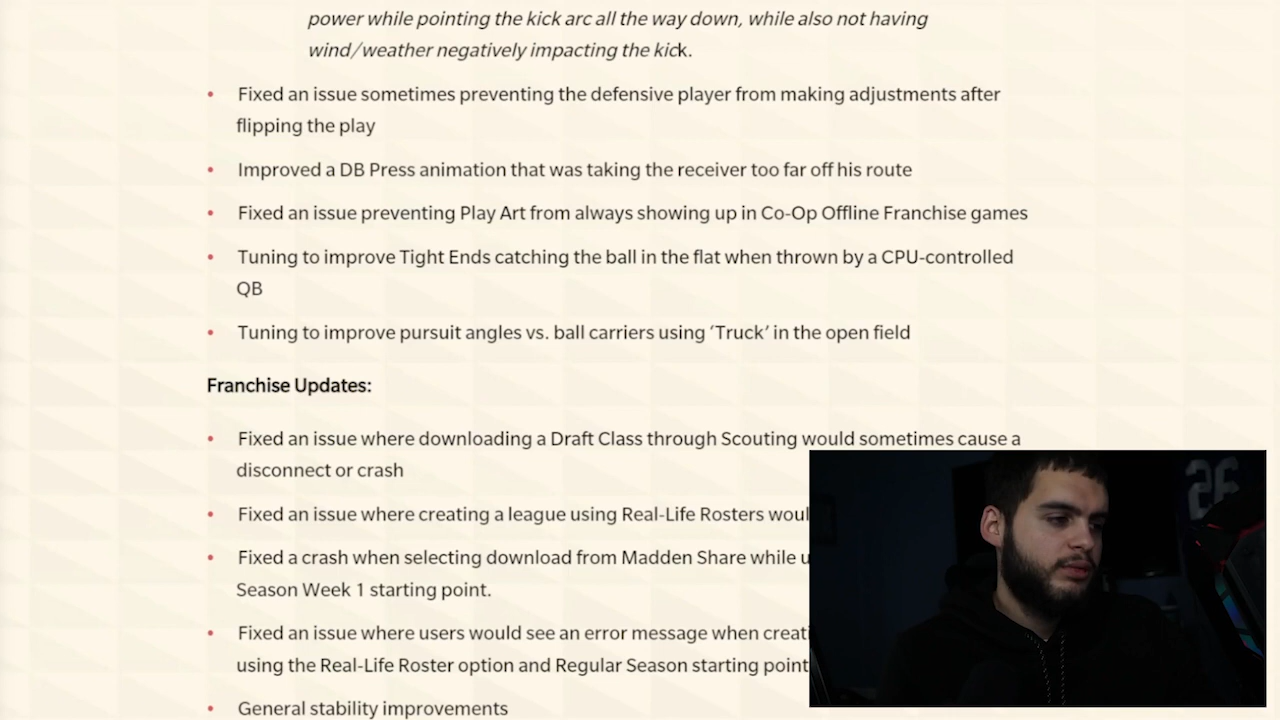 power while pointing the kick arc all the way down, while also not having
wind/weather negatively impacting the kick.
• Fixed an issue sometimes preventing the defensive player from making adjustments after
flipping the play
• Improved a DB Press animation that was taking the receiver too far off his route
• Fixed an issue preventing Play Art from always showing up in Co-Op Offline Franchise games
• Tuning to improve Tight Ends catching the ball in the flat when thrown by a CPU-controlled
QB
• Tuning to improve pursuit angles vs. ball carriers using ‘Truck’ in the open field
Franchise Updates:
• Fixed an issue where downloading a Draft Class through Scouting would sometimes cause a
disconnect or crash
• Fixed an issue where creating a league using Real-Life Rosters woul
• Fixed a crash when selecting download from Madden Share while u
Season Week 1 starting point.
• Fixed an issue where users would see an error message when creati
using the Real-Life Roster option and Regular Season starting point
• General stability improvements
26